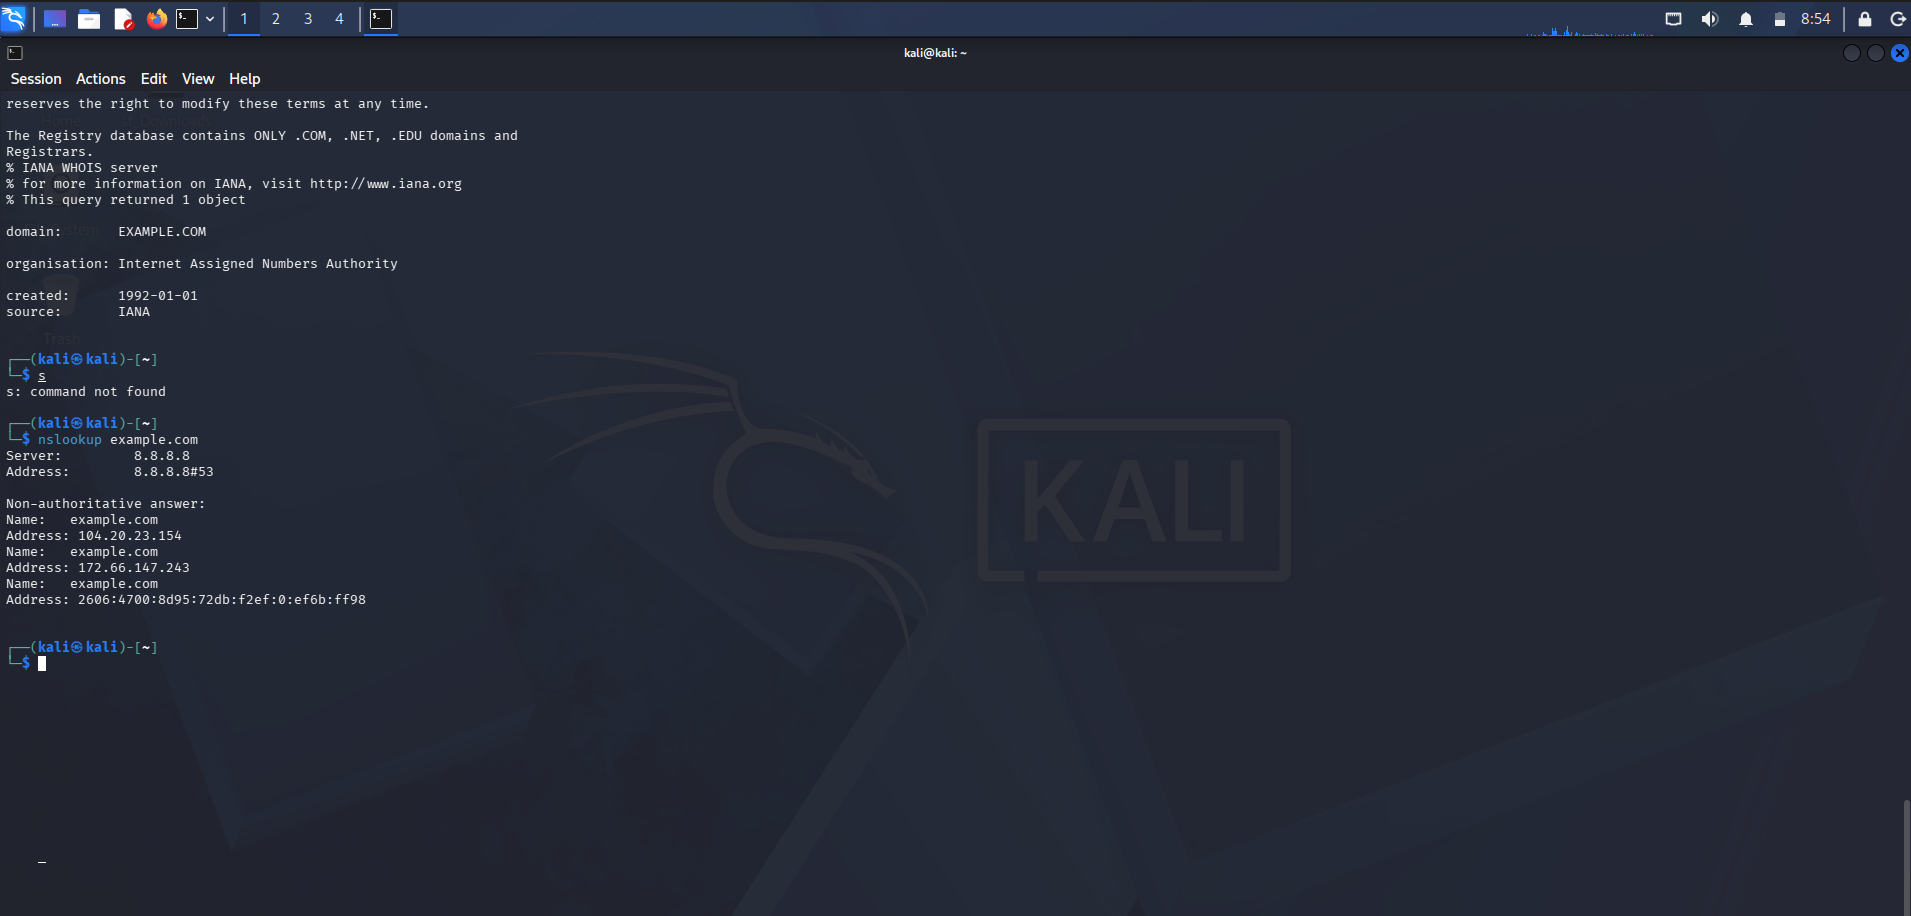 1 2 3 4 8:54
kali@kali: ~
Session Actions Edit View Help
reserves the right to modify these terms at any time.
The Registry database contains ONLY .COM, .NET, .EDU domains and
Registrars.
% IANA WHOIS server
% for more information on IANA, visit http://www.iana.org
% This query returned 1 object
domain: EXAMPLE.COM
organisation: Internet Assigned Numbers Authority
created: 1992-01-01
source: IANA
Trash
┌──(kali㉿kali)-[~]
└─$ s
s: command not found
┌──(kali㉿kali)-[~]
└─$ nslookup example.com
Server: 8.8.8.8
Address: 8.8.8.8#53
Non-authoritative answer:
Name: example.com
Address: 104.20.23.154
Name: example.com
Address: 172.66.147.243
Name: example.com
Address: 2606:4700:8d95:72db:f2ef:0:ef6b:ff98
┌──(kali㉿kali)-[~]
└─$
KALI